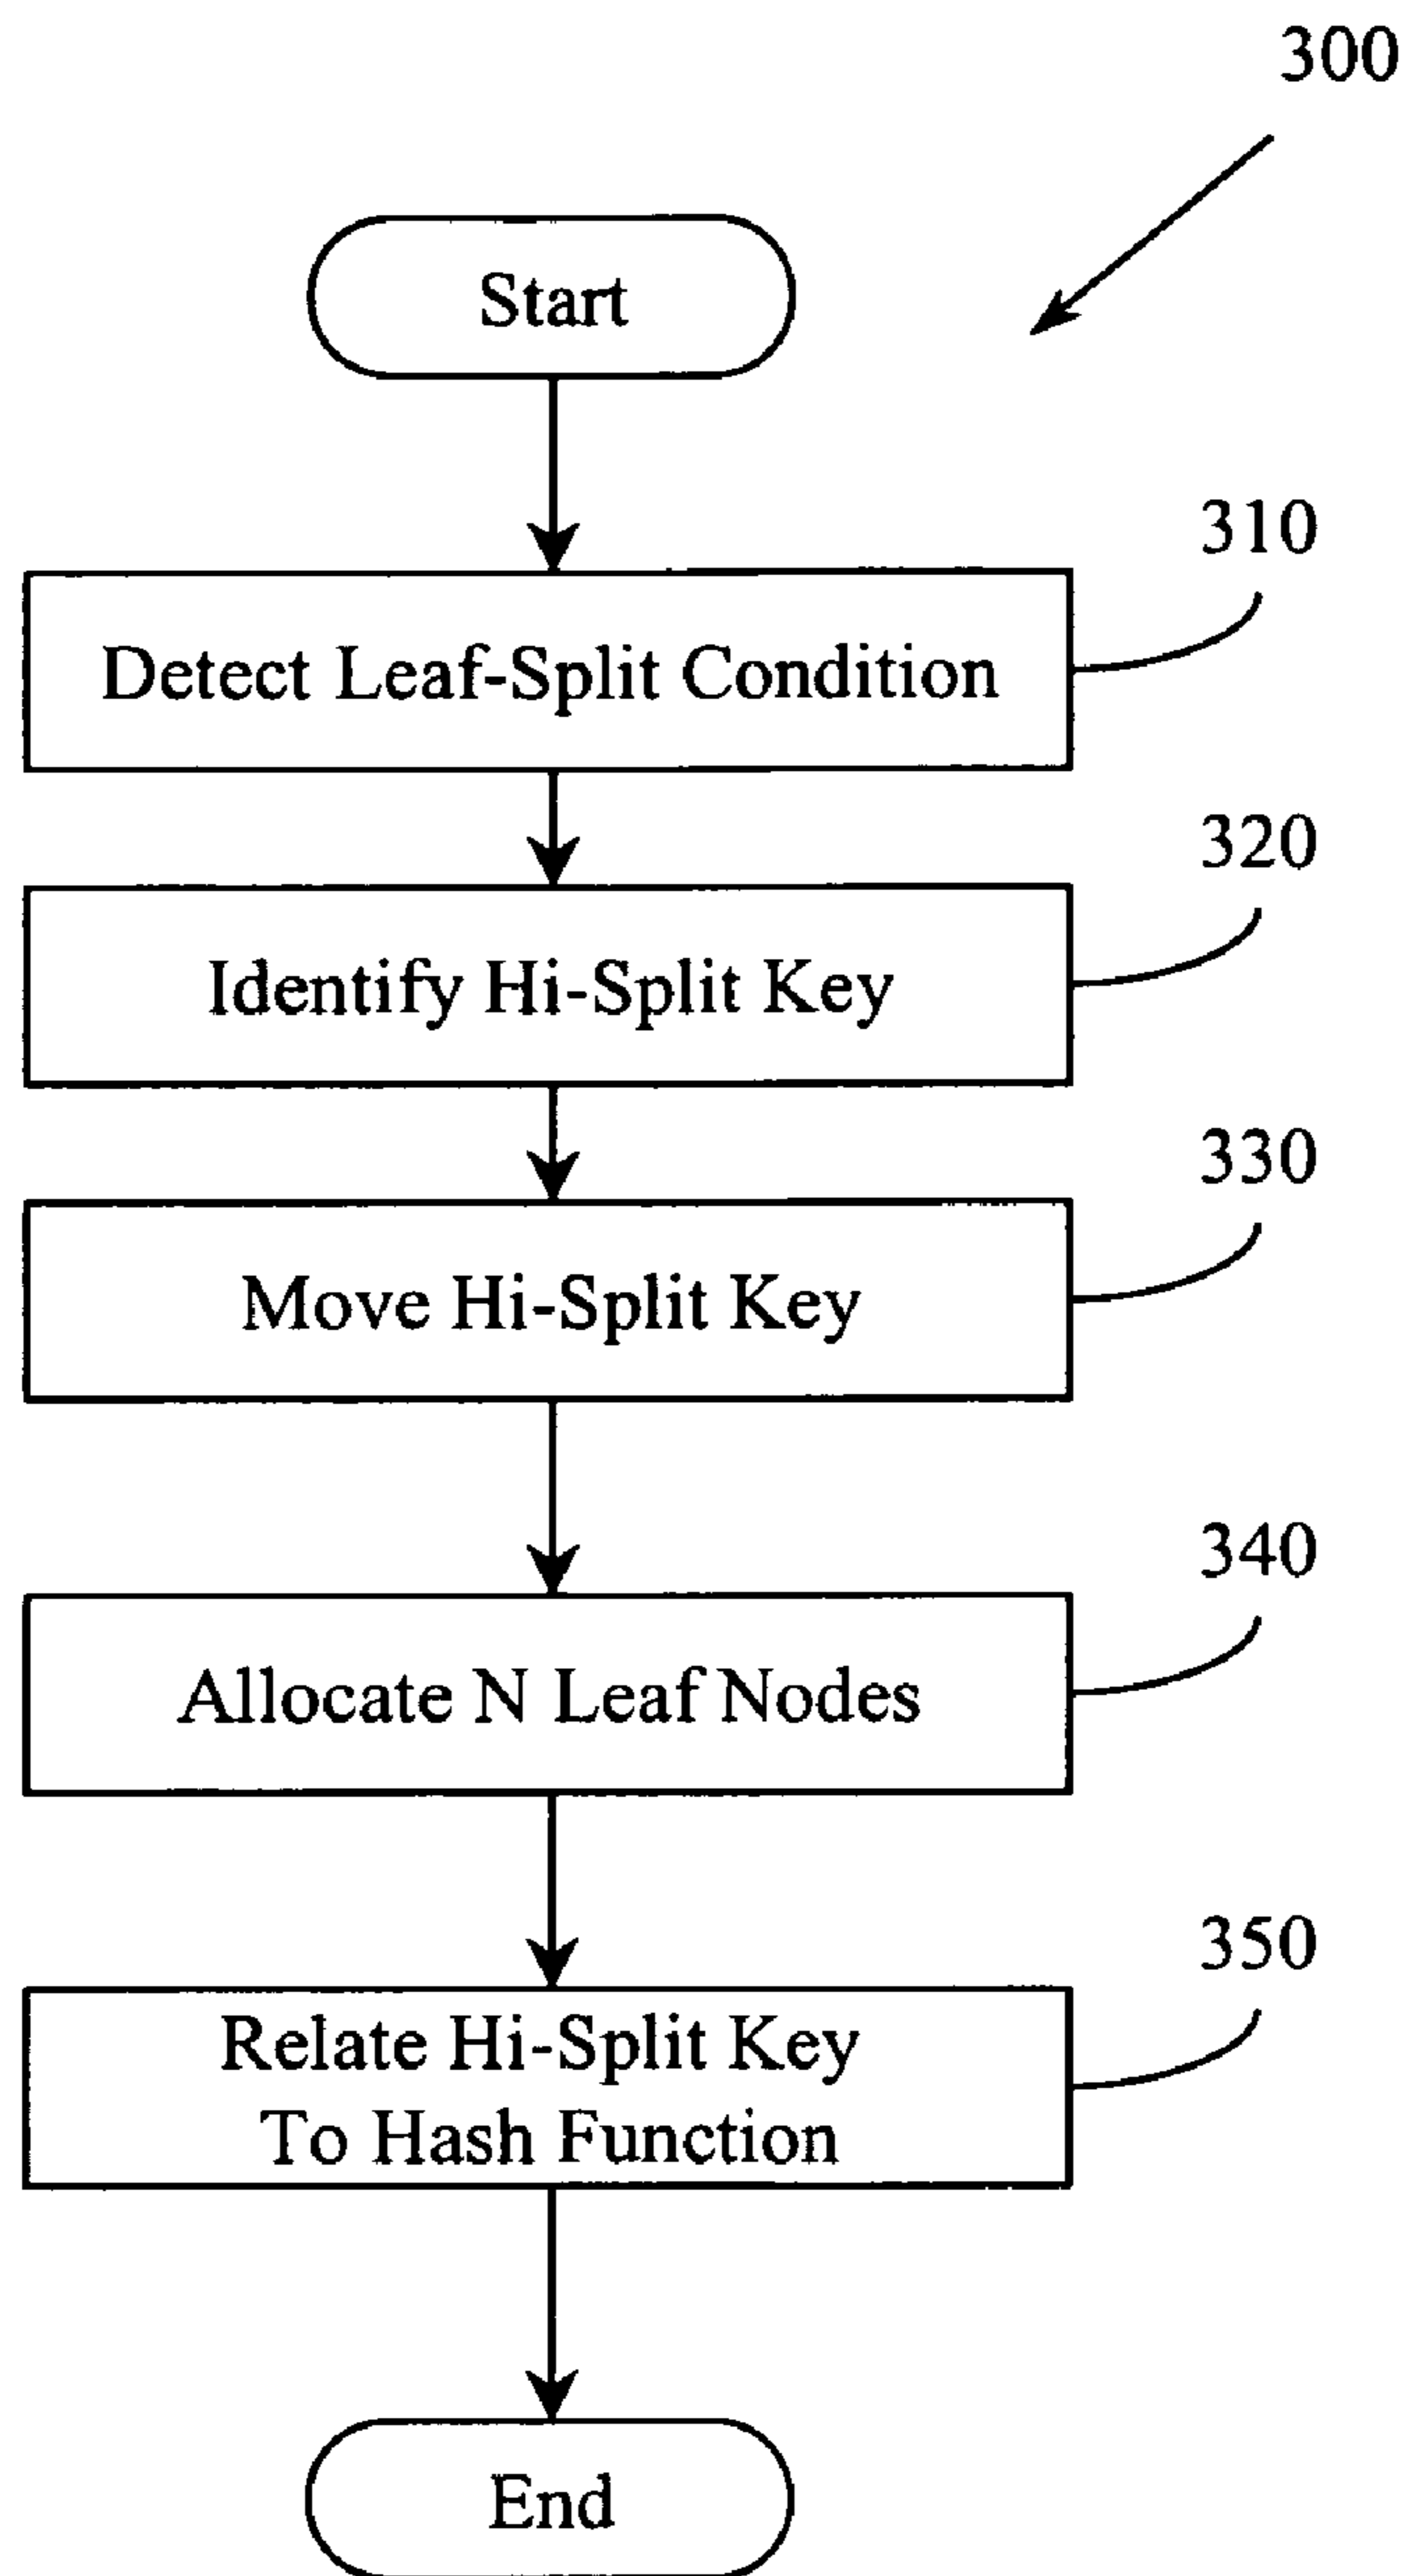 300
Start
310
Detect Leaf-Split Condition
320
Identify Hi-Split Key
330
Move Hi-Split Key
340
Allocate N Leaf Nodes
350
Relate Hi-Split Key
To Hash Function
End